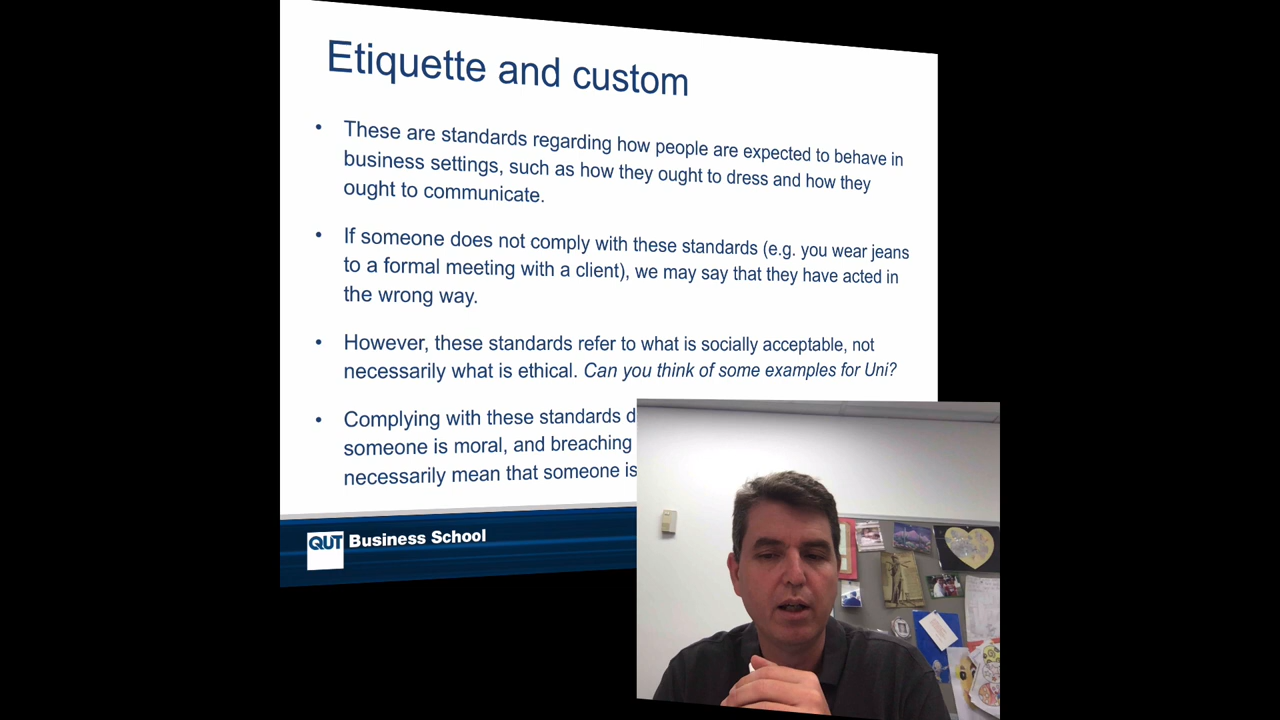 Etiquette and custom
• These are standards regarding how people are expected to behave in
business settings, such as how they ought to dress and how they
ought to communicate.
• If someone does not comply with these standards (e.g. you wear jeans
to a formal meeting with a client), we may say that they have acted in
the wrong way.
• However, these standards refer to what is socially acceptable, not
necessarily what is ethical. Can you think of some examples for Uni?
• Complying with these standards
someone is moral, and breaching
necessarily mean that someone is
QUT Business School